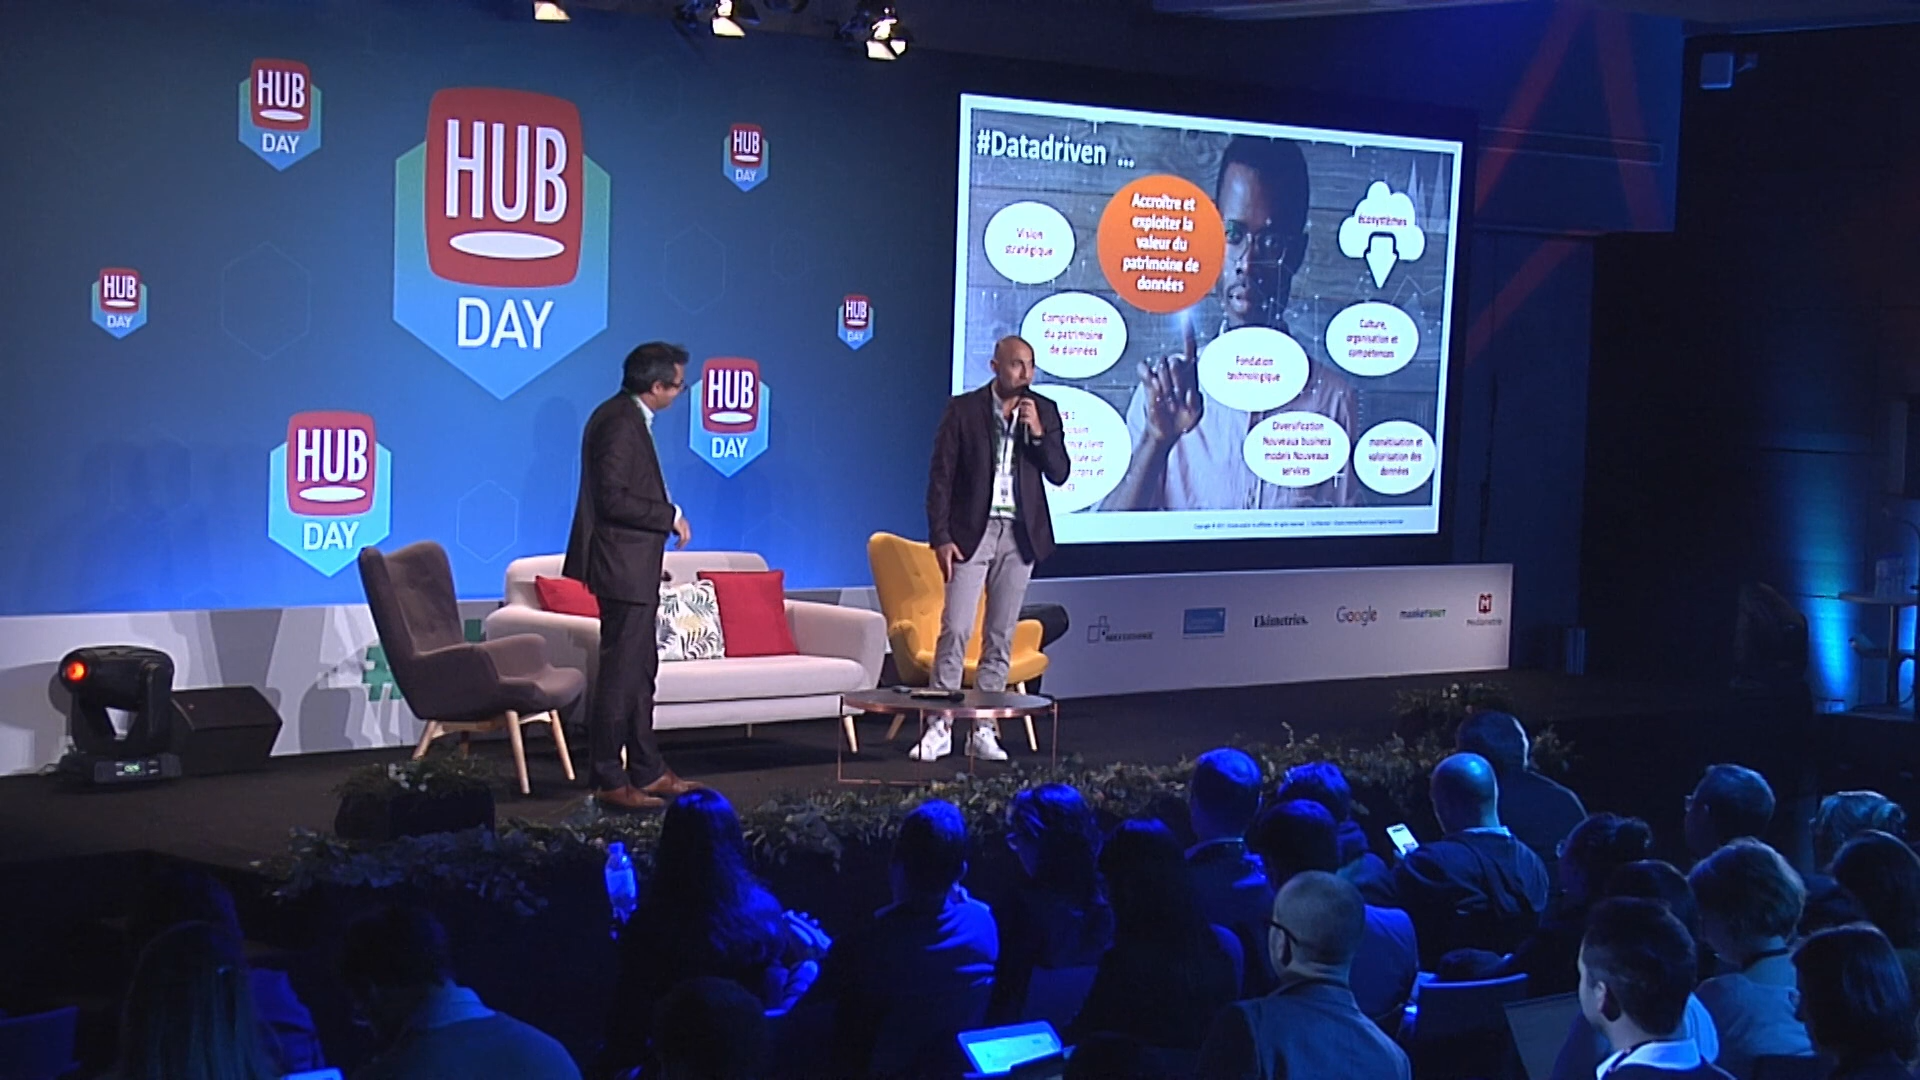 HUB
DAY
HUB
DAY
HUB
DAY
HUB
DAY
HUB
DAY
HUB
DAY
HUB
DAY
#Datadriven ...
Vision
stratégique
Accroître et
exploiter la
valeur du
patrimoine de
données
écosystèmes
Compréhension
du patrimoine
de données
Fondation
technologique
Culture,
organisation et
compétences
Diversification
Nouveaux business
models Nouveaux
services
monétisation et
valorisation des
données
Ekimetrics.
Google
Médiamétrie
#